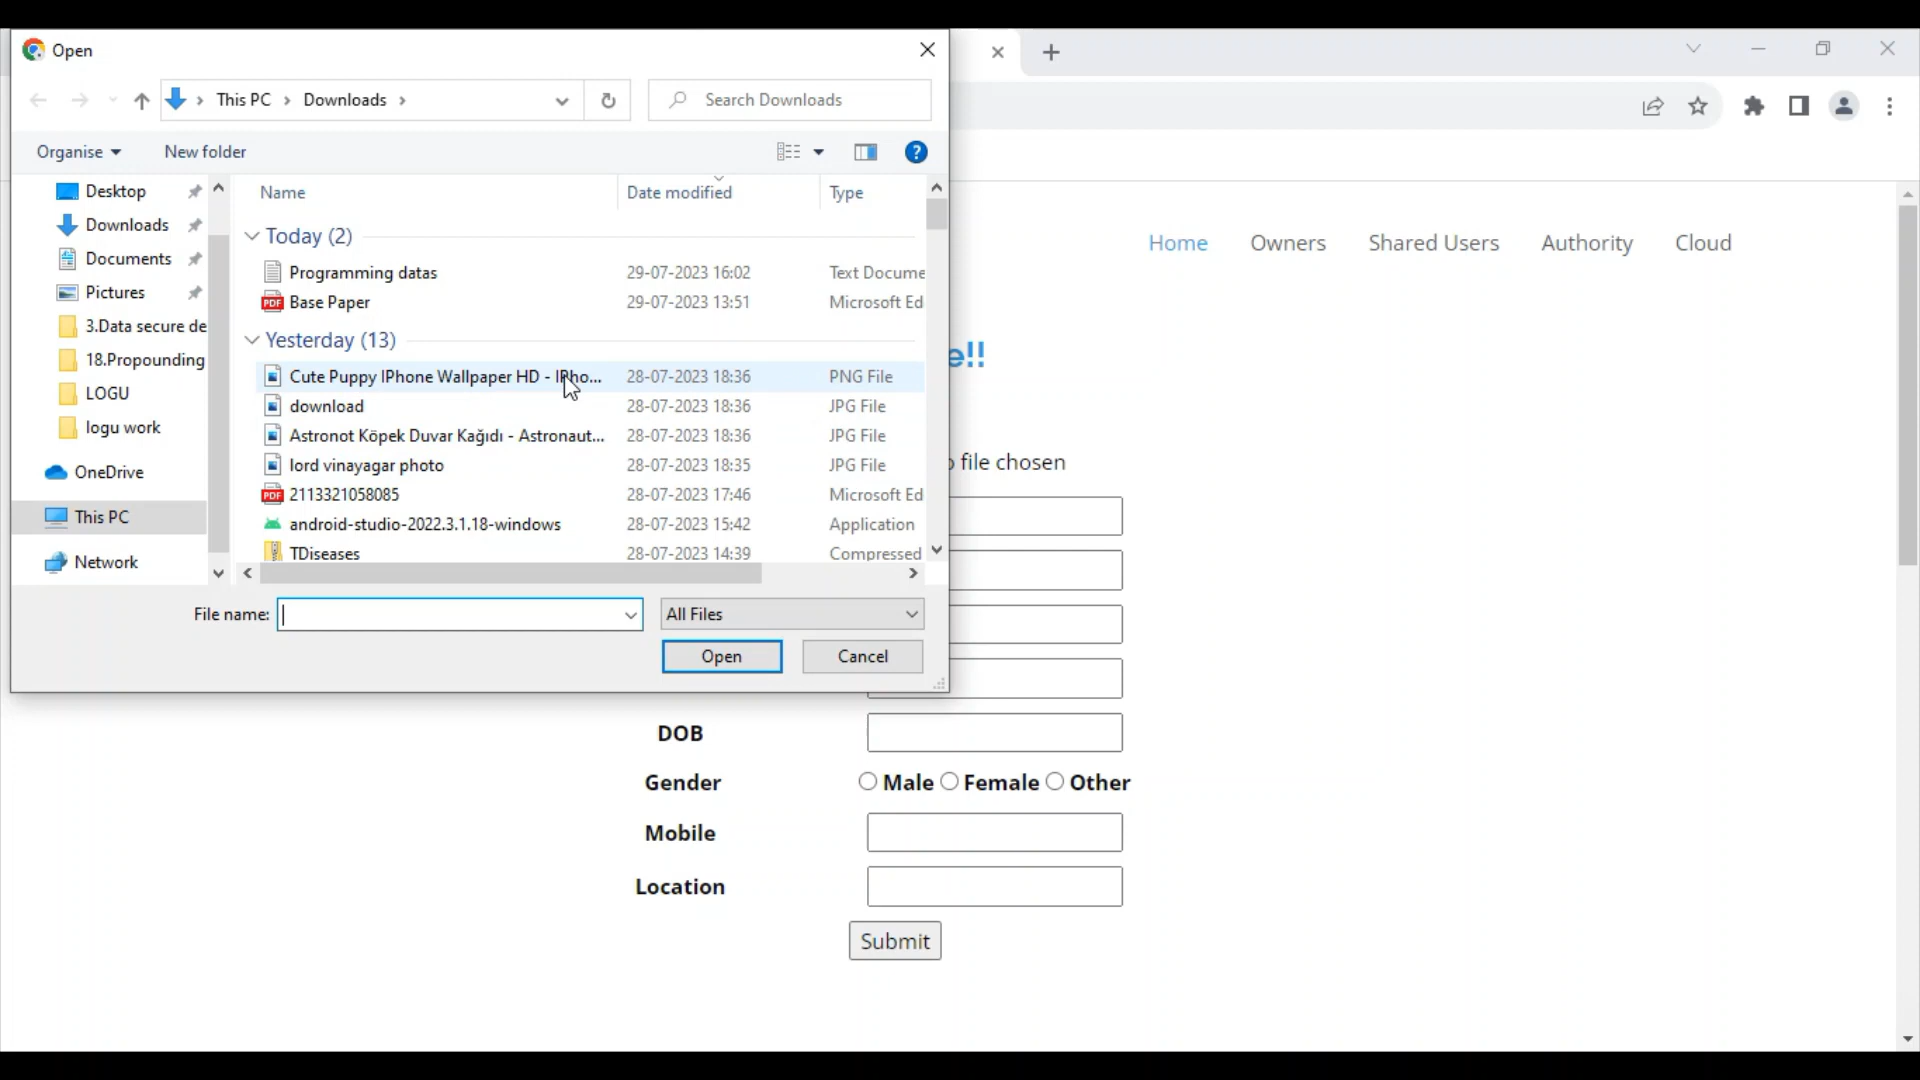 Open
This PC
Downloads
Search Downloads
Organise
New folder
Desktop
Downloads
Documents
Pictures
3.Data secure de
18.Propounding
LOGU
logu work
OneDrive
This PC
Network
Name Date modified Type
Today (2)
Programming datas 29-07-2023 16:02 Text Docume
PDF Base Paper 29-07-2023 13:51 Microsoft Ed
Yesterday (13)
Cute Puppy IPhone Wallpaper HD - IPho... 28-07-2023 18:36 PNG File
download 28-07-2023 18:36 JPG File
Astronot Köpek Duvar Kağıdı - Astronaut... 28-07-2023 18:36 JPG File
lord vinayagar photo 28-07-2023 18:35 JPG File
PDF 2113321058085 28-07-2023 17:46 Microsoft Ed
android-studio-2022.3.1.18-windows 28-07-2023 15:42 Application
TDiseases 28-07-2023 14:39 Compressed
File name:
All Files
Open Cancel
Home Owners Shared Users Authority Cloud
e!!
file chosen
DOB
Gender Male Female Other
Mobile
Location
Submit